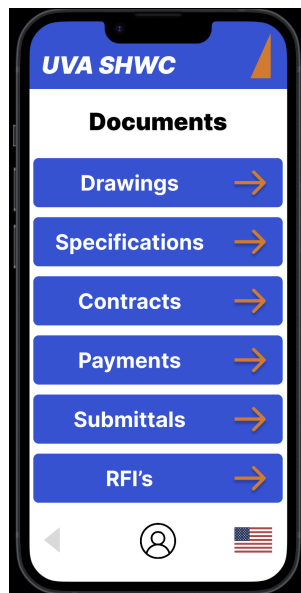 UVA SHWC
Documents
Drawings
Specifications
Contracts
Payments
Submittals
RFI's